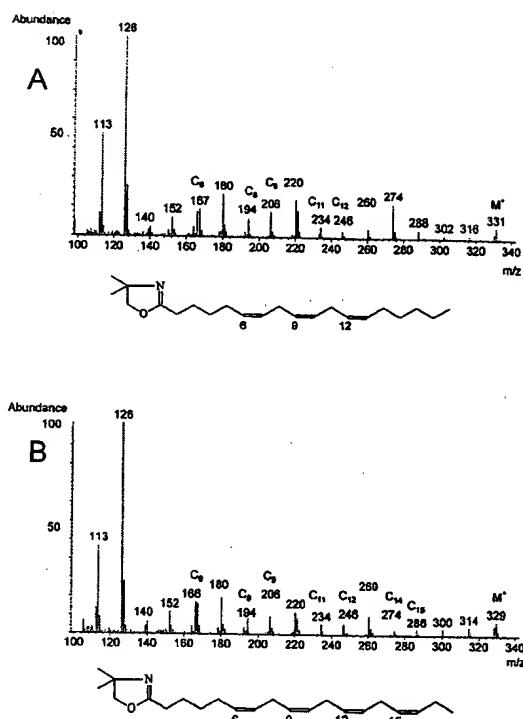 Abundance
100
126
A
50
113
C₆ 180 C₉ 220 274
152 167 C₈ 206 C₁₁ C₁₂ 260 M⁺
140 194 234 246 288 302 316 331
100 120 140 160 180 200 220 240 260 280 300 320 340
m/z
N
O
6 9 12
Abundance
100
126
B
50
113
C₆ C₉ 260
166 180 C₈ 206 220 C₁₁ C₁₂ C₁₄ M⁺
140 152 194 234 246 274 C₁₅ 286 300 314 329
100 120 140 160 180 200 220 240 260 280 300 320 340
m/z
N
O
6 9 12 15